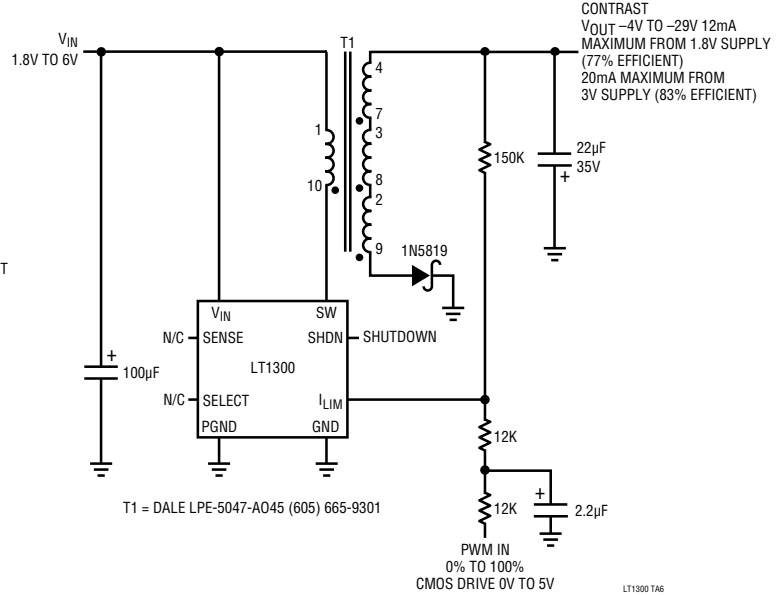 CONTRAST
VOUT –4V TO –29V 12mA
MAXIMUM FROM 1.8V SUPPLY
(77% EFFICIENT)
20mA MAXIMUM FROM
3V SUPPLY (83% EFFICIENT)
VIN
1.8V TO 6V
T1
4
7
3
8
2
9
1
10
150K
22µF
35V
+
1N5819
T
VIN
SW
N/C
SENSE
SHDN
SHUTDOWN
LT1300
+
100µF
N/C
SELECT
ILIM
PGND
GND
12K
12K
+
2.2µF
T1 = DALE LPE-5047-AO45 (605) 665-9301
PWM IN
0% TO 100%
CMOS DRIVE 0V TO 5V
LT1300 TA6